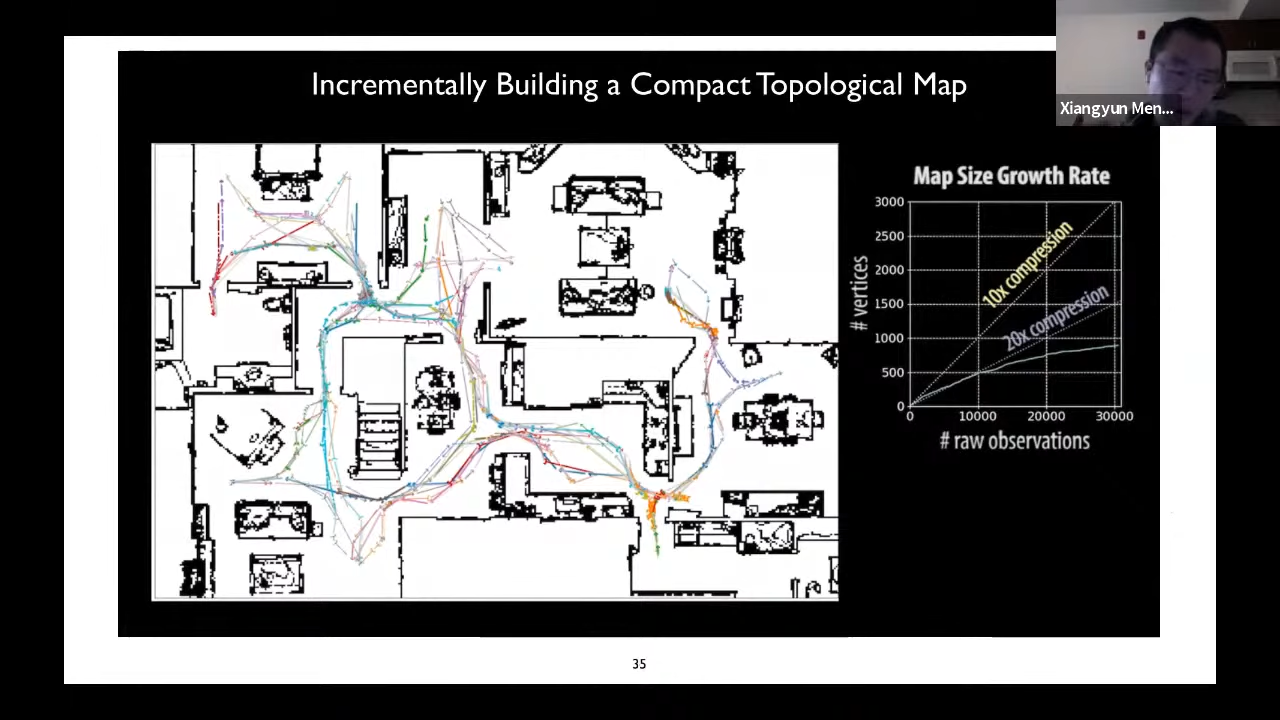 Incrementally Building a Compact Topological Map
Xiangyun Men...
Map Size Growth Rate
3000
2500
2000
1500
1000
500
0
# vertices
10x compression
20x compression
0 10000 20000 30000
# raw observations
35